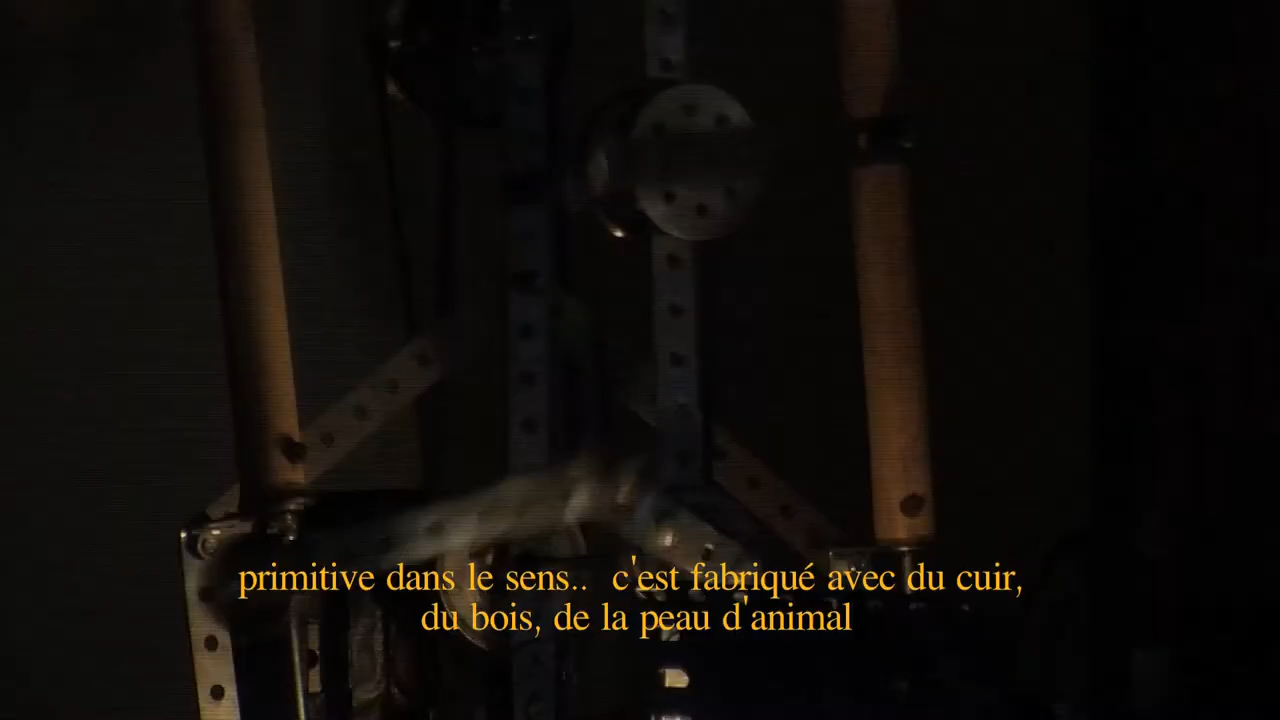 primitive dans le sens..  c'est fabriqué avec du cuir,
du bois, de la peau d'animal